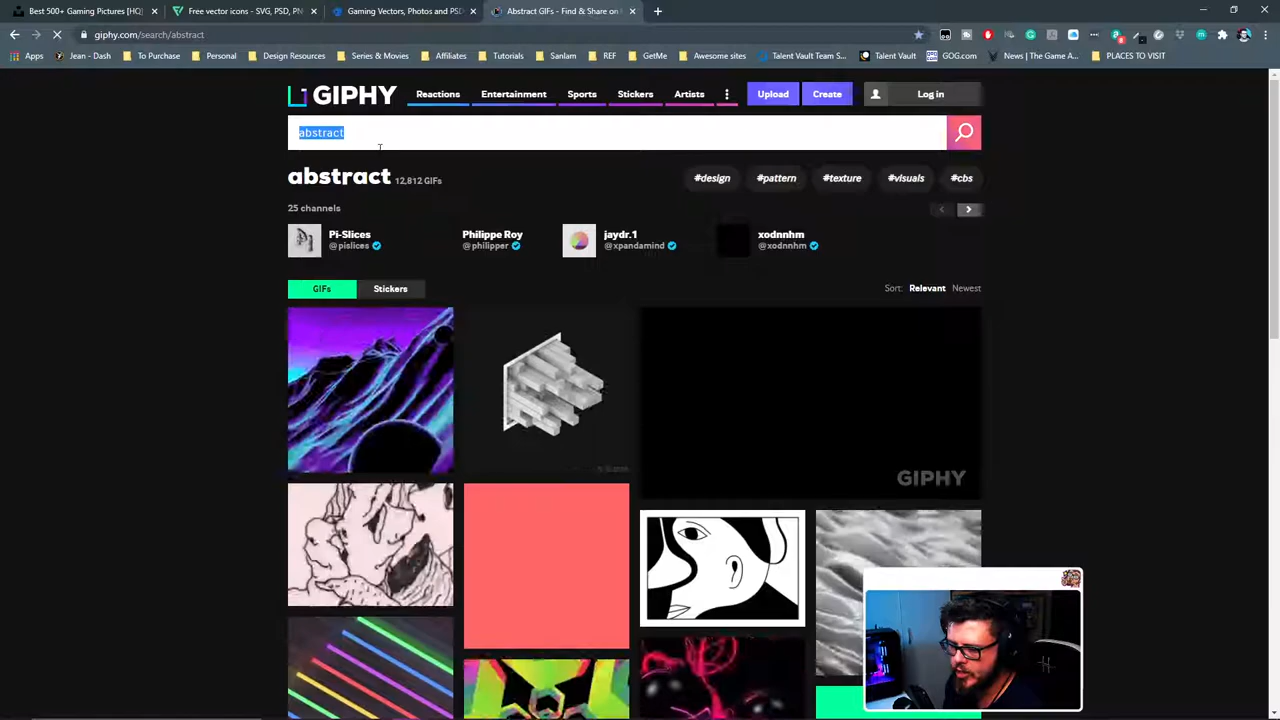 Best 500+ Gaming Pictures [HQ]
Free vector icons - SVG, PSD, PN
Gaming Vectors, Photos and PSD
Abstract GIFs - Find & Share on
giphy.com/search/abstract
Apps
Jean - Dash
To Purchase
Personal
Design Resources
Series & Movies
Affiliates
Tutorials
Sanlam
REF
GetMe
Awesome sites
Talent Vault Team S...
Talent Vault
GOG.com
News | The Game A...
PLACES TO VISIT
GIPHY
Reactions
Entertainment
Sports
Stickers
Artists
Upload
Create
Log in
abstract
abstract 12,812 GIFs
#design
#pattern
#texture
#visuals
#cbs
25 channels
Pi-Slices
@pislices
Philippe Roy
@philipper
jaydr.1
@xpandamind
xodnnhm
@xodnnhm
GIFs
Stickers
Sort: Relevant Newest
GIPHY